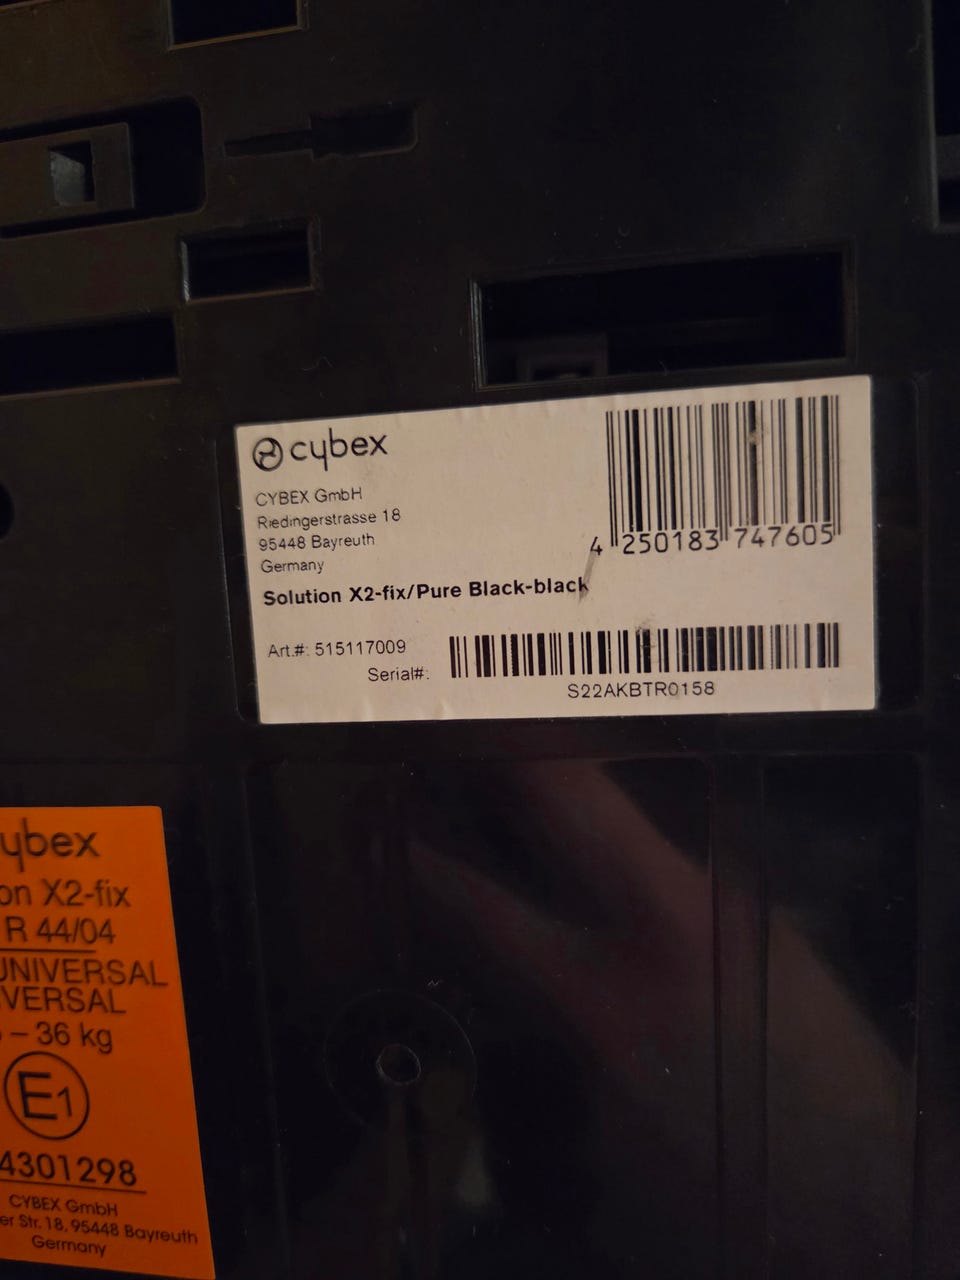 cybex
CYBEX GmbH
Riedingerstrasse 18
95448 Bayreuth
Germany
Solution X2-fix/Pure Black-black
4 250183 747605
Art.#: 515117009
Serial#:
S22AKBTR0158
ybex
on X2-fix
R 44/04
UNIVERSAL
VERSAL
– 36 kg
E1
4301298
CYBEX GmbH
er Str. 18, 95448 Bayreuth
Germany